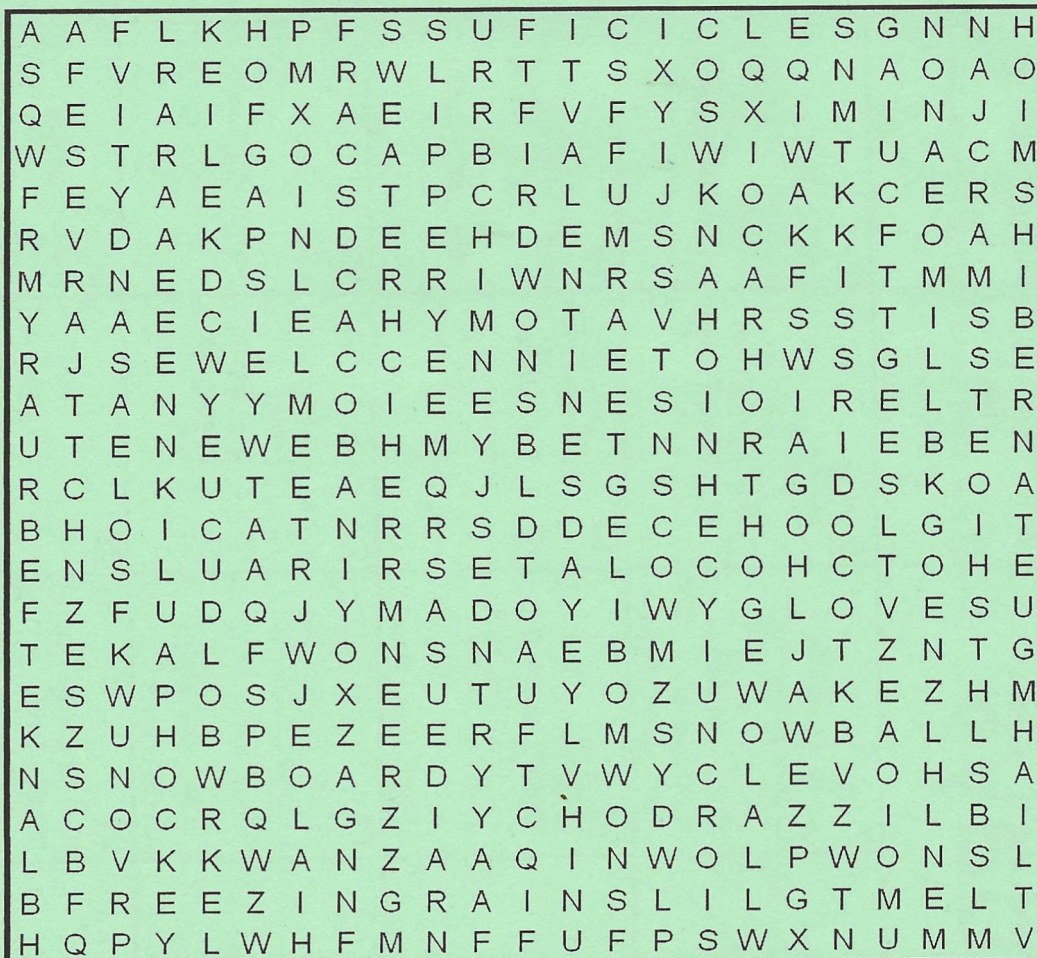 A A F L K H P F S S U F I C I C L E S G N N H
S F V R E O M R W L R T T S X O Q Q N A O A O
Q E I A I F X A E I R F V F Y S X I M I N J I
W S T R L G O C A P B I A F I W I W T U A C M
F E Y A E A I S T P C R L U J K O A K C E R S
R V D A K P N D E E H D E M S N C K K F O A H
M R N E D S L C R R I W N R S A A F I T M M I
Y A A E C I E A H Y M O T A V H R S S T I S B
R J S E W E L C C E N N I E T O H W S G L S E
A T A N Y Y M O I E E S N E S I O I R E L T R
U T E N E W E B H M Y B E T N N R A I E B E N
R C L K U T E A E Q J L S G S H T G D S K O A
B H O I C A T N R R S D D E C E H O O L G I T
E N S L U A R I R S E T A L O C O H C T O H E
F Z F U D Q J Y M A D O Y I W Y G L O V E S U
T E K A L F W O N S N A E B M I E J T Z N T G
E S W P O S J X E U T U Y O Z U W A K E Z H M
K Z U H B P E Z E E R F L M S N O W B A L L H
N S N O W B O A R D Y T V W Y C L E V O H S A
A C O C R Q L G Z I Y C H O D R A Z Z I L B I
L B V K K W A N Z A A Q I N W O L P W O N S L
B F R E E Z I N G R A I N S L I L G T M E L T
H Q P Y L W H F M N F F U F P S W X N U M M V